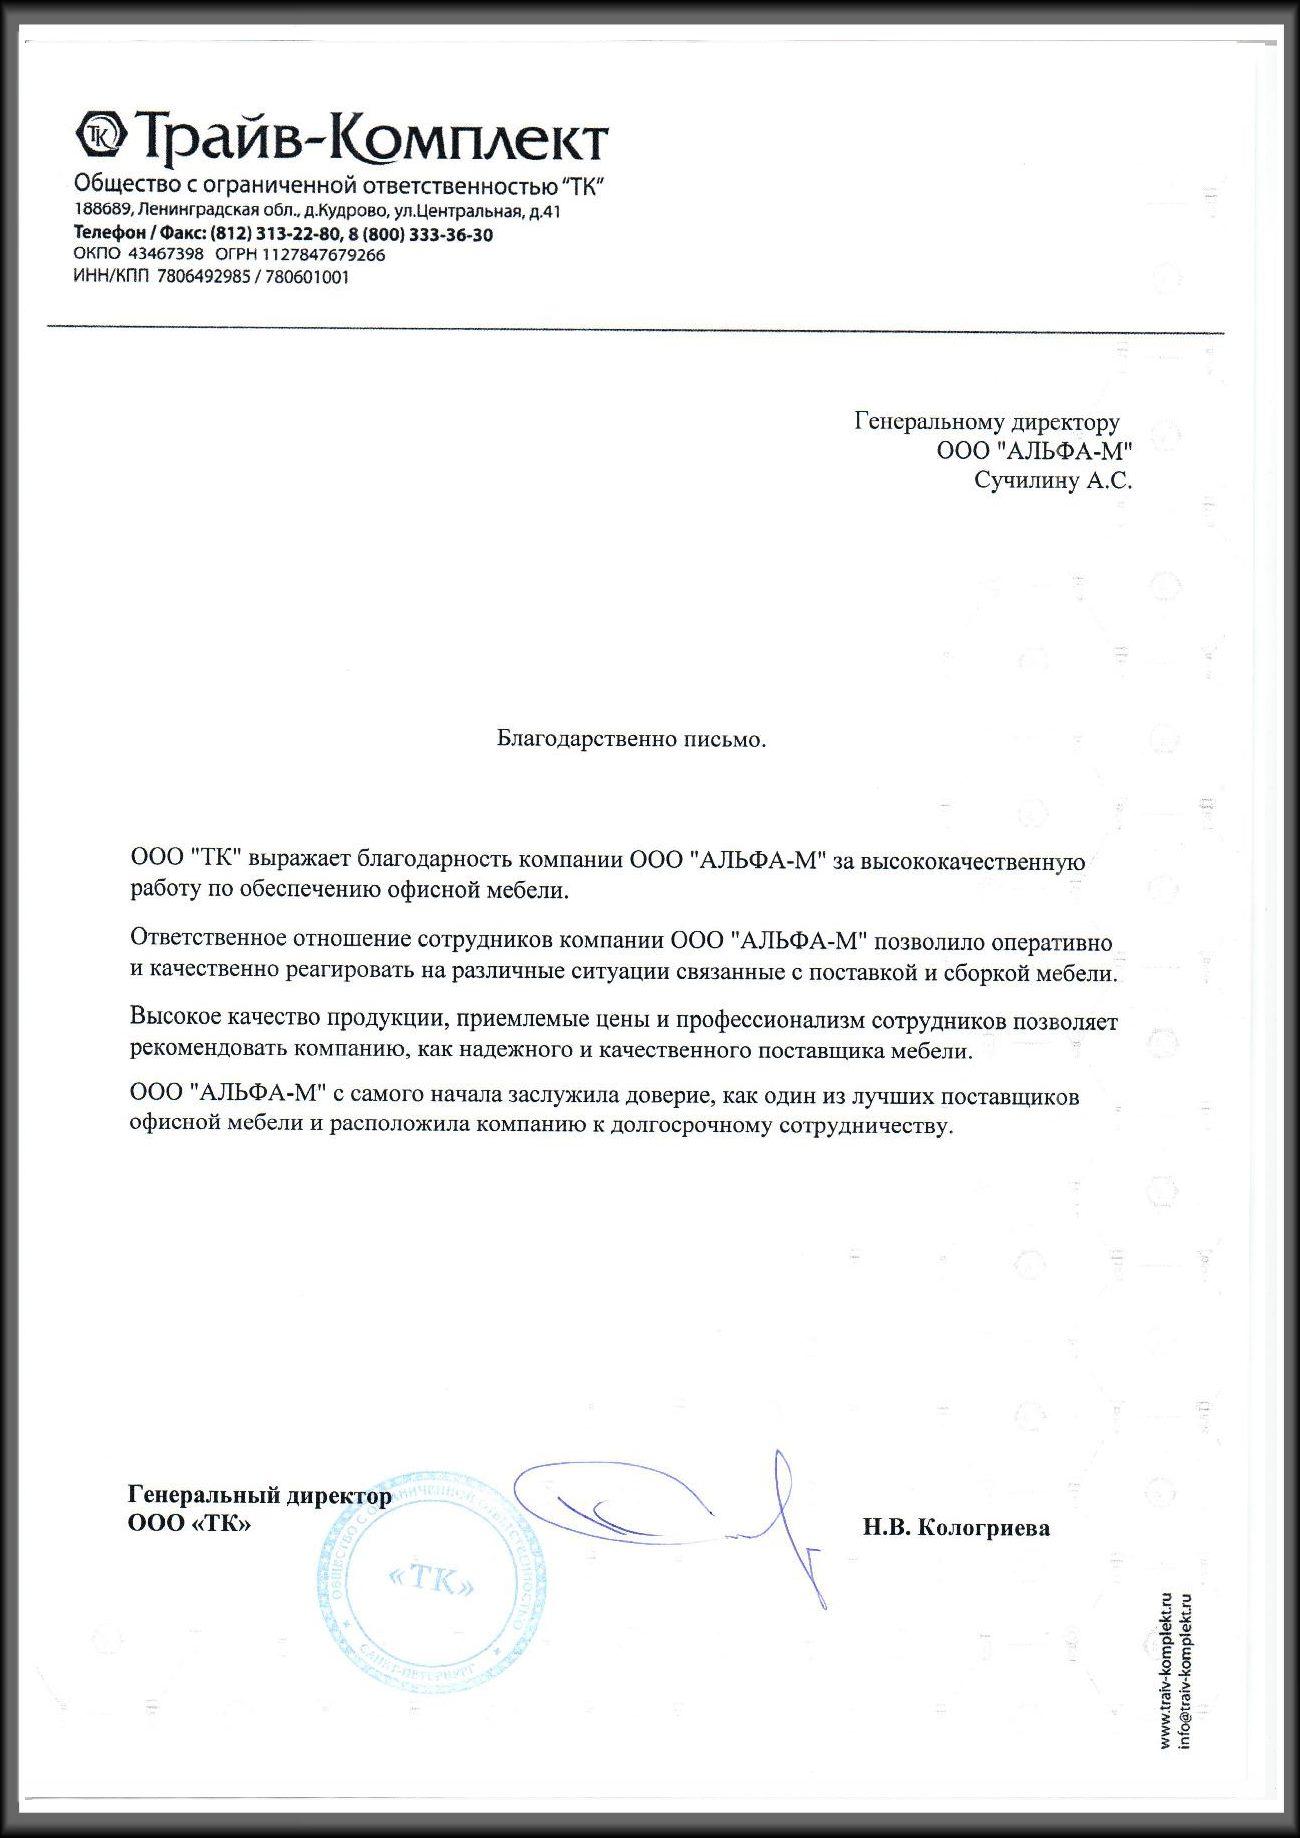 ТК Трайв-Комплект
Общество с ограниченной ответственностью "ТК"
188689, Ленинградская обл., д.Кудрово, ул.Центральная, д.41
Телефон / Факс: (812) 313-22-80, 8 (800) 333-36-30
ОКПО 43467398 ОГРН 1127847679266
ИНН/КПП 7806492985 / 780601001
Генеральному директору
ООО "АЛЬФА-М"
Сучилину А.С.
Благодарственно письмо.
ООО "ТК" выражает благодарность компании ООО "АЛЬФА-М" за высококачественную
работу по обеспечению офисной мебели.
Ответственное отношение сотрудников компании ООО "АЛЬФА-М" позволило оперативно
и качественно реагировать на различные ситуации связанные с поставкой и сборкой мебели.
Высокое качество продукции, приемлемые цены и профессионализм сотрудников позволяет
рекомендовать компанию, как надежного и качественного поставщика мебели.
ООО "АЛЬФА-М" с самого начала заслужила доверие, как один из лучших поставщиков
офисной мебели и расположила компанию к долгосрочному сотрудничеству.
Генеральный директор
ООО «ТК»
Н.В. Кологриева
ОБЩЕСТВО С ОГРАНИЧЕННОЙ ОТВЕТСТВЕННОСТЬЮ
«ТК»
САНКТ-ПЕТЕРБУРГ
www.traiv-komplekt.ru
info@traiv-komplekt.ru